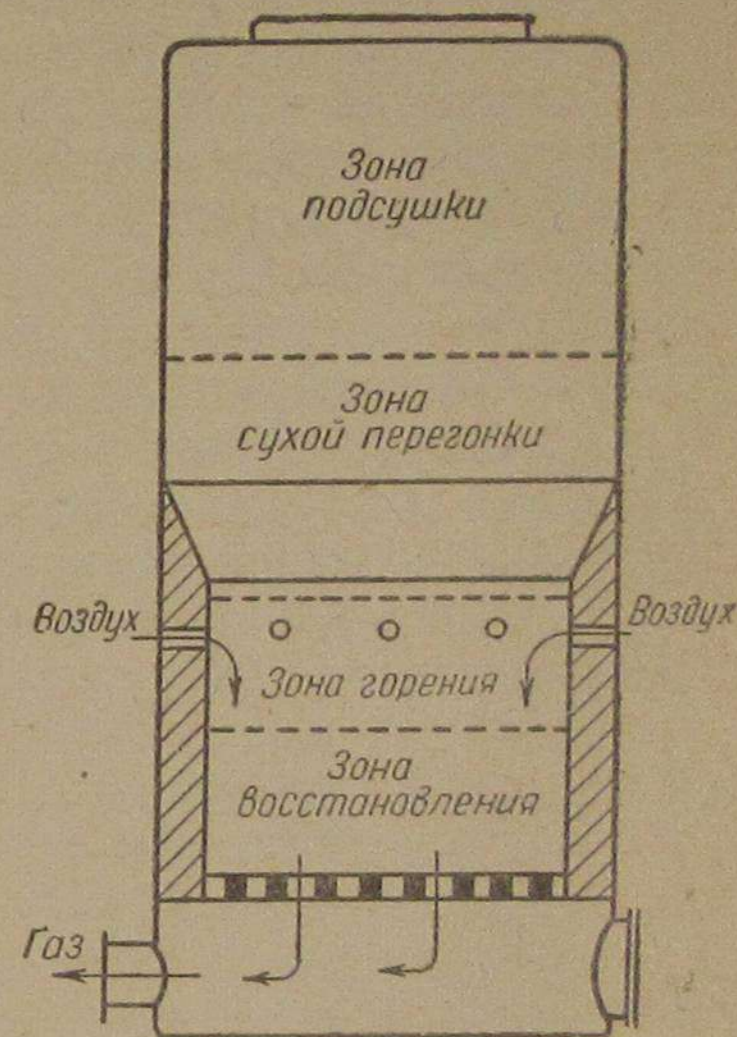 Зона
подсушки
Зона
сухой перегонки
Воздух
Воздух
Зона горения
Зона
восстановления
Газ